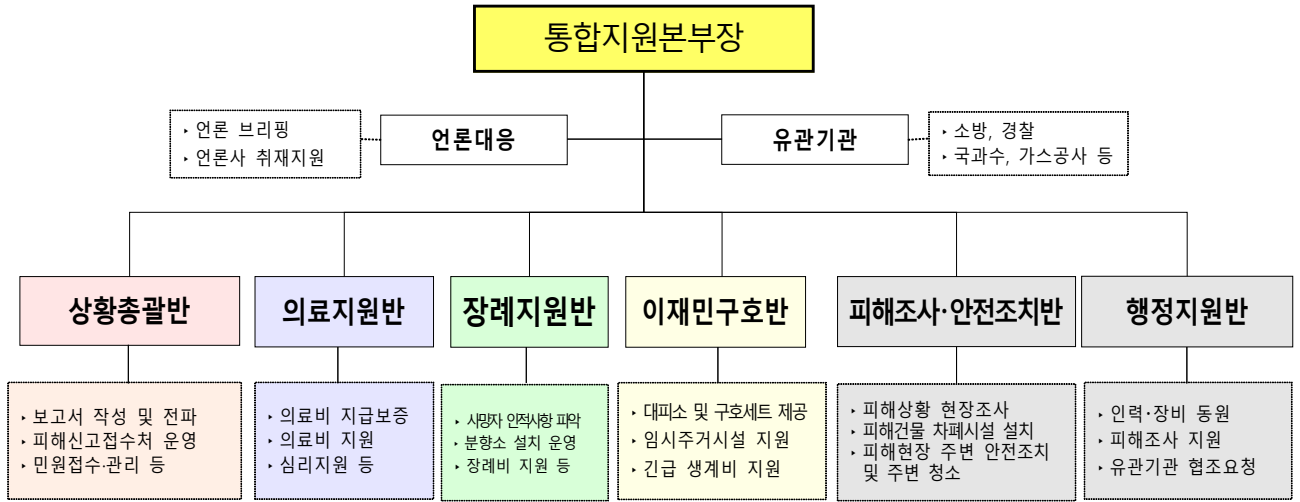 통합지원본부장
‣ 언론 브리핑
‣ 언론사 취재지원
언론대응
유관기관
‣ 소방, 경찰
‣ 국과수, 가스공사 등
상황총괄반
의료지원반
장례지원반
이재민구호반
피해조사·안전조치반
행정지원반
‣ 보고서 작성 및 전파
‣ 피해신고접수처 운영
‣ 민원접수·관리 등
‣ 의료비 지급보증
‣ 의료비 지원
‣ 심리지원 등
‣ 사망자 인적사항 파악
‣ 분향소 설치 운영
‣ 장례비 지원 등
‣ 대피소 및 구호세트 제공
‣ 임시주거시설 지원
‣ 긴급 생계비 지원
‣ 피해상황 현장조사
‣ 피해건물 차폐시설 설치
‣ 피해현장 주변 안전조치
및 주변 청소
‣ 인력·장비 동원
‣ 피해조사 지원
‣ 유관기관 협조요청